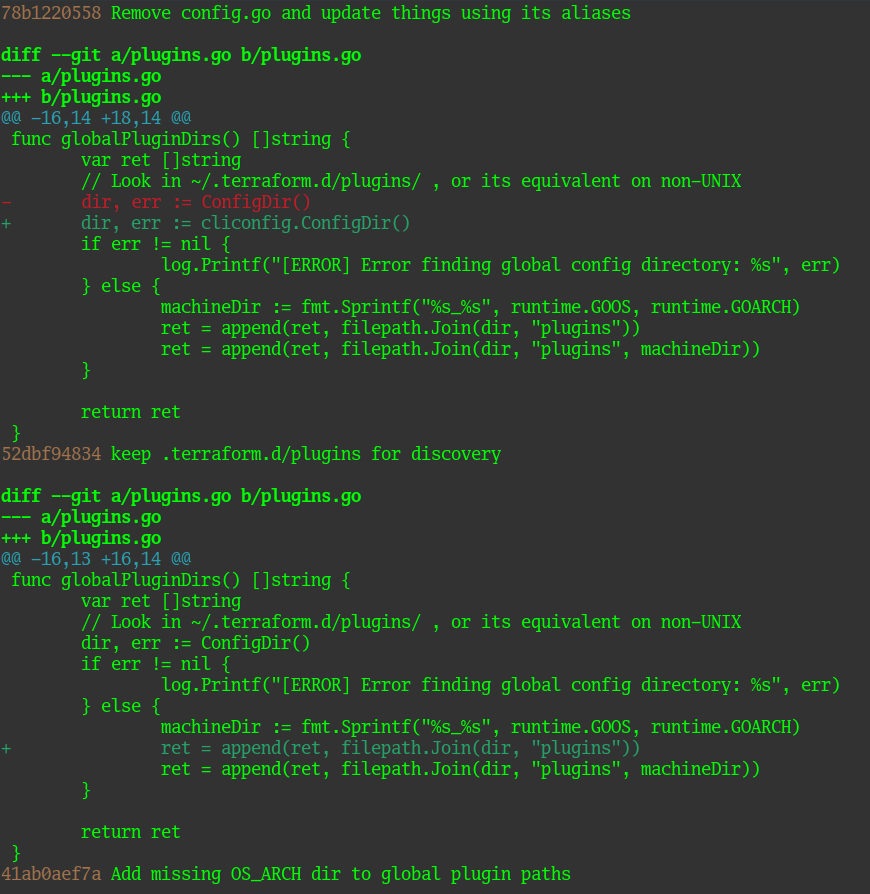 78b1220558 Remove config.go and update things using its aliases

diff --git a/plugins.go b/plugins.go
--- a/plugins.go
+++ b/plugins.go
@@ -16,14 +18,14 @@
 func globalPluginDirs() []string {
        var ret []string
        // Look in ~/.terraform.d/plugins/ , or its equivalent on non-UNIX
-       dir, err := ConfigDir()
+       dir, err := cliconfig.ConfigDir()
        if err != nil {
                log.Printf("[ERROR] Error finding global config directory: %s", err)
        } else {
                machineDir := fmt.Sprintf("%s_%s", runtime.GOOS, runtime.GOARCH)
                ret = append(ret, filepath.Join(dir, "plugins"))
                ret = append(ret, filepath.Join(dir, "plugins", machineDir))
        }

        return ret
 }
52dbf94834 keep .terraform.d/plugins for discovery

diff --git a/plugins.go b/plugins.go
--- a/plugins.go
+++ b/plugins.go
@@ -16,13 +16,14 @@
 func globalPluginDirs() []string {
        var ret []string
        // Look in ~/.terraform.d/plugins/ , or its equivalent on non-UNIX
        dir, err := ConfigDir()
        if err != nil {
                log.Printf("[ERROR] Error finding global config directory: %s", err)
        } else {
                machineDir := fmt.Sprintf("%s_%s", runtime.GOOS, runtime.GOARCH)
+               ret = append(ret, filepath.Join(dir, "plugins"))
                ret = append(ret, filepath.Join(dir, "plugins", machineDir))
        }

        return ret
 }
41ab0aef7a Add missing OS_ARCH dir to global plugin paths